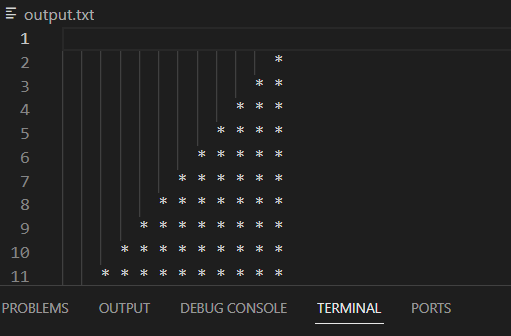 output.txt
1
2 *
3 * *
4 * * *
5 * * * *
6 * * * * *
7 * * * * * *
8 * * * * * * *
9 * * * * * * * *
10 * * * * * * * * *
11 * * * * * * * * * *
PROBLEMS OUTPUT DEBUG CONSOLE TERMINAL PORTS